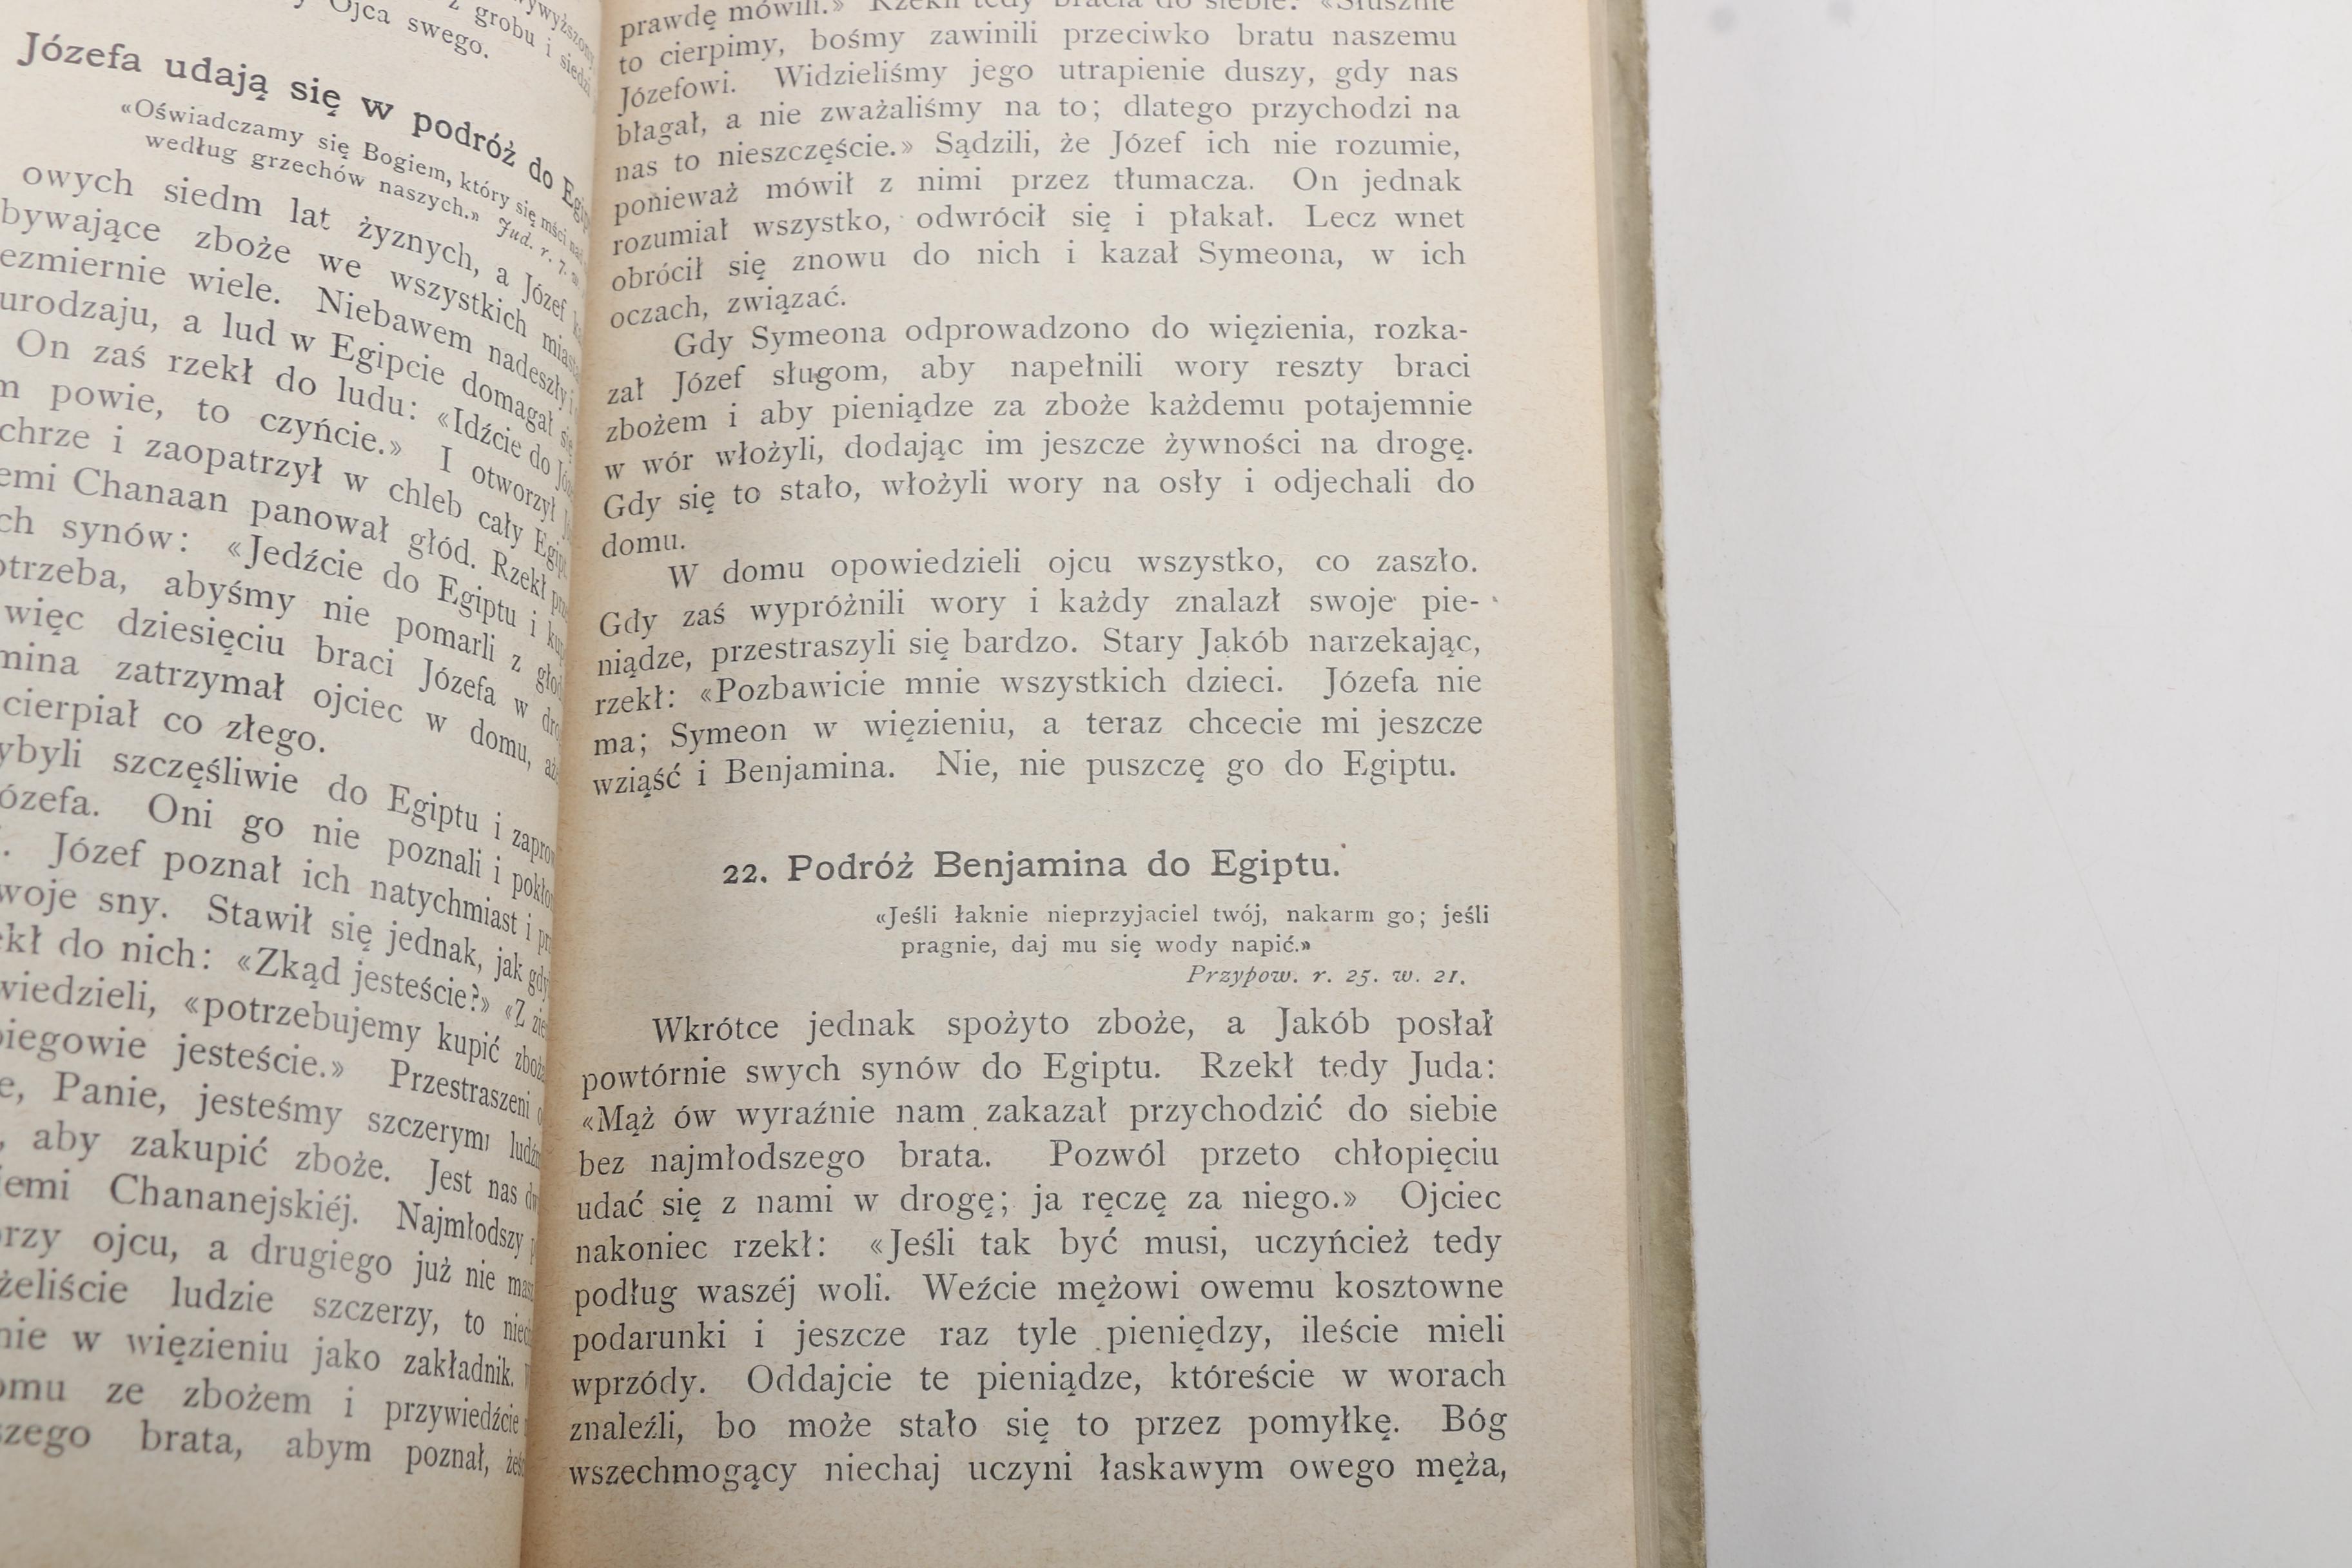 z grobu i siedzi
Ojca swego.
Józefa udają się w podróż do
«Oświadczamy się Bogiem, który się mści
według grzechów naszych.» Jud. r. 7.
owych siedm lat żyznych, a Józef
bywające zboże we wszystkich
ezmiernie wiele. Niebawem nadeszły
urodzaju, a lud w Egipcie domagał się
On zaś rzekł do ludu: «Idźcie do
m powie, to czyńcie.» I otworzył
chrze i zaopatrzył w chleb cały
emi Chanaan panował głód. Rzekł
ch synów: «Jedźcie do Egiptu i
otrzeba, abyśmy nie pomarli z
więc dziesięciu braci Józefa w
mina zatrzymał ojciec w domu,
cierpiał co złego.
ybyli szczęśliwie do Egiptu i
ózefa. Oni go nie poznali i
Józef poznał ich natychmiast i
woje sny. Stawił się jednak, jak
kł do nich: «Zkąd jesteście?» «Z
wiedzieli, «potrzebujemy kupić
piegowie jesteście.» Przestraszeni
e, Panie, jesteśmy szczerymi
, aby zakupić zboże. Jest nas
iemi Chananejskiéj. Najmłodszy
rzy ojcu, a drugiego już nie
żeliście ludzie szczerzy, to
nie w więzieniu jako zakładnik.
omu ze zbożem i przywiedźcie
szego brata, abym poznał,
prawdę mówili.» Rzekli tedy bracia do siebie: «Słusznie
to cierpimy, bośmy zawinili przeciwko bratu naszemu
Józefowi. Widzieliśmy jego utrapienie duszy, gdy nas
błagał, a nie zważaliśmy na to; dlatego przychodzi na
nas to nieszczęście.» Sądzili, że Józef ich nie rozumie,
ponieważ mówił z nimi przez tłumacza. On jednak
rozumiał wszystko, odwrócił się i płakał. Lecz wnet
obrócił się znowu do nich i kazał Symeona, w ich
oczach, związać.
Gdy Symeona odprowadzono do więzienia, rozka-
zał Józef sługom, aby napełnili wory reszty braci
zbożem i aby pieniądze za zboże każdemu potajemnie
w wór włożyli, dodając im jeszcze żywności na drogę.
Gdy się to stało, włożyli wory na osły i odjechali do
domu.
W domu opowiedzieli ojcu wszystko, co zaszło.
Gdy zaś wypróżnili wory i każdy znalazł swoje pie-
niądze, przestraszyli się bardzo. Stary Jakób narzekając,
rzekł: «Pozbawicie mnie wszystkich dzieci. Józefa nie
ma; Symeon w więzieniu, a teraz chcecie mi jeszcze
wziąść i Benjamina. Nie, nie puszczę go do Egiptu.
22. Podróż Benjamina do Egiptu.
«Jeśli łaknie nieprzyjaciel twój, nakarm go; jeśli
pragnie, daj mu się wody napić.»
Przypow. r. 25. w. 21.
Wkrótce jednak spożyto zboże, a Jakób posłał
powtórnie swych synów do Egiptu. Rzekł tedy Juda:
«Mąż ów wyraźnie nam zakazał przychodzić do siebie
bez najmłodszego brata. Pozwól przeto chłopięciu
udać się z nami w drogę; ja ręczę za niego.» Ojciec
nakoniec rzekł: «Jeśli tak być musi, uczyńcież tedy
podług waszéj woli. Weźcie mężowi owemu kosztowne
podarunki i jeszcze raz tyle pieniędzy, ileście mieli
wprzódy. Oddajcie te pieniądze, któreście w worach
znaleźli, bo może stało się to przez pomyłkę. Bóg
wszechmogący niechaj uczyni łaskawym owego męża,